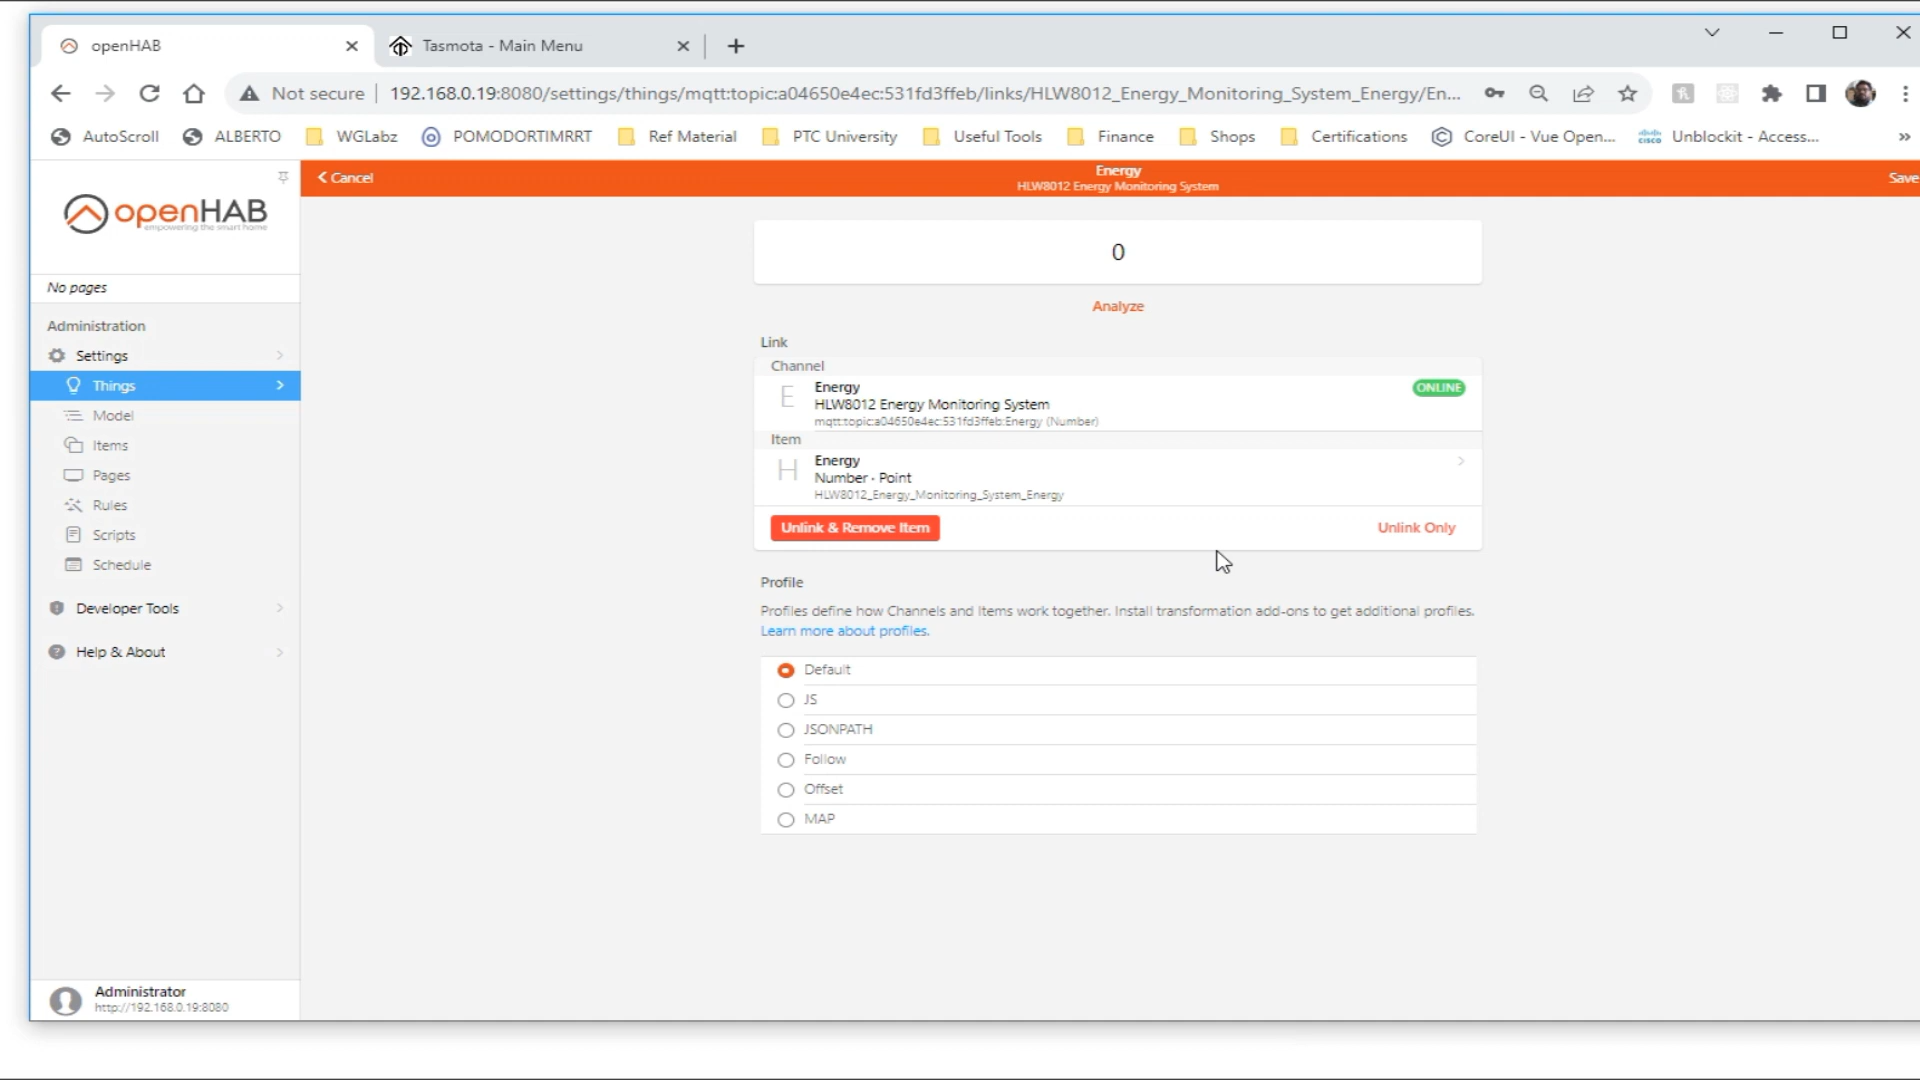 openHAB
Tasmota - Main Menu
Not secure
192.168.0.19:8080/settings/things/mqtt:topic:a04650e4ec:531fd3ffeb/links/HLW8012_Energy_Monitoring_System_Energy/En...
AutoScroll
ALBERTO
WGLabz
POMODORTIMRRT
Ref Material
PTC University
Useful Tools
Finance
Shops
Certifications
CoreUI - Vue Open...
Unblockit - Access...
openHAB
empowering the smart home
No pages
Administration
Settings
Things
Model
Items
Pages
Rules
Scripts
Schedule
Developer Tools
Help & About
Administrator
http://192.168.0.19:8080
Cancel
Energy
HLW8012 Energy Monitoring System
Save
0
Analyze
Link
Channel
E
Energy
ONLINE
HLW8012 Energy Monitoring System
mqtt:topic:a04650e4ec:531fd3ffeb:Energy (Number)
Item
H
Energy
Number · Point
HLW8012_Energy_Monitoring_System_Energy
Unlink & Remove Item
Unlink Only
Profile
Profiles define how Channels and Items work together. Install transformation add-ons to get additional profiles.
Learn more about profiles.
Default
JS
JSONPATH
Follow
Offset
MAP